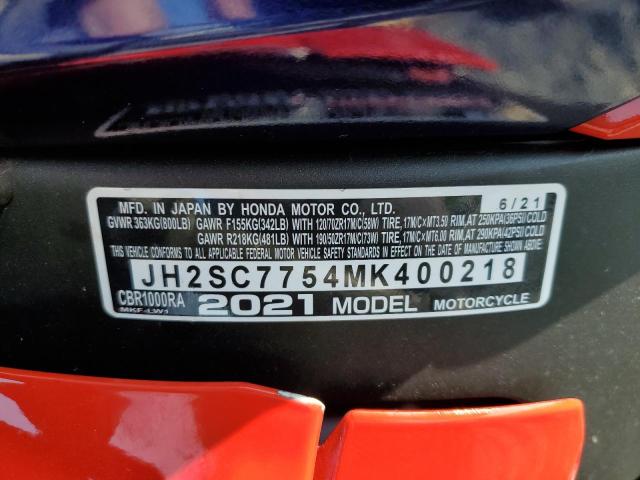 MFD. IN JAPAN BY HONDA MOTOR CO., LTD. 6/21
GVWR 363KG(800LB) GAWR F155KG(342LB) WITH 120/70ZR17M/C(58W) TIRE, 17M/C×MT3.50 RIM, AT 250KPA(36PSI)/COLD
GAWR R218KG(481LB) WITH 190/50ZR17M/C(73W) TIRE, 17M/C×MT6.00 RIM, AT 290KPA(42PSI)/COLD
THIS VEHICLE CONFORMS TO ALL APPLICABLE FEDERAL MOTOR VEHICLE SAFETY STANDARDS IN EFFECT ON THE DATE OF MANUFACTURE SHOWN ABOVE.
JH2SC7754MK400218
CBR1000RA 2021 MODEL MOTORCYCLE
MKF-LW1